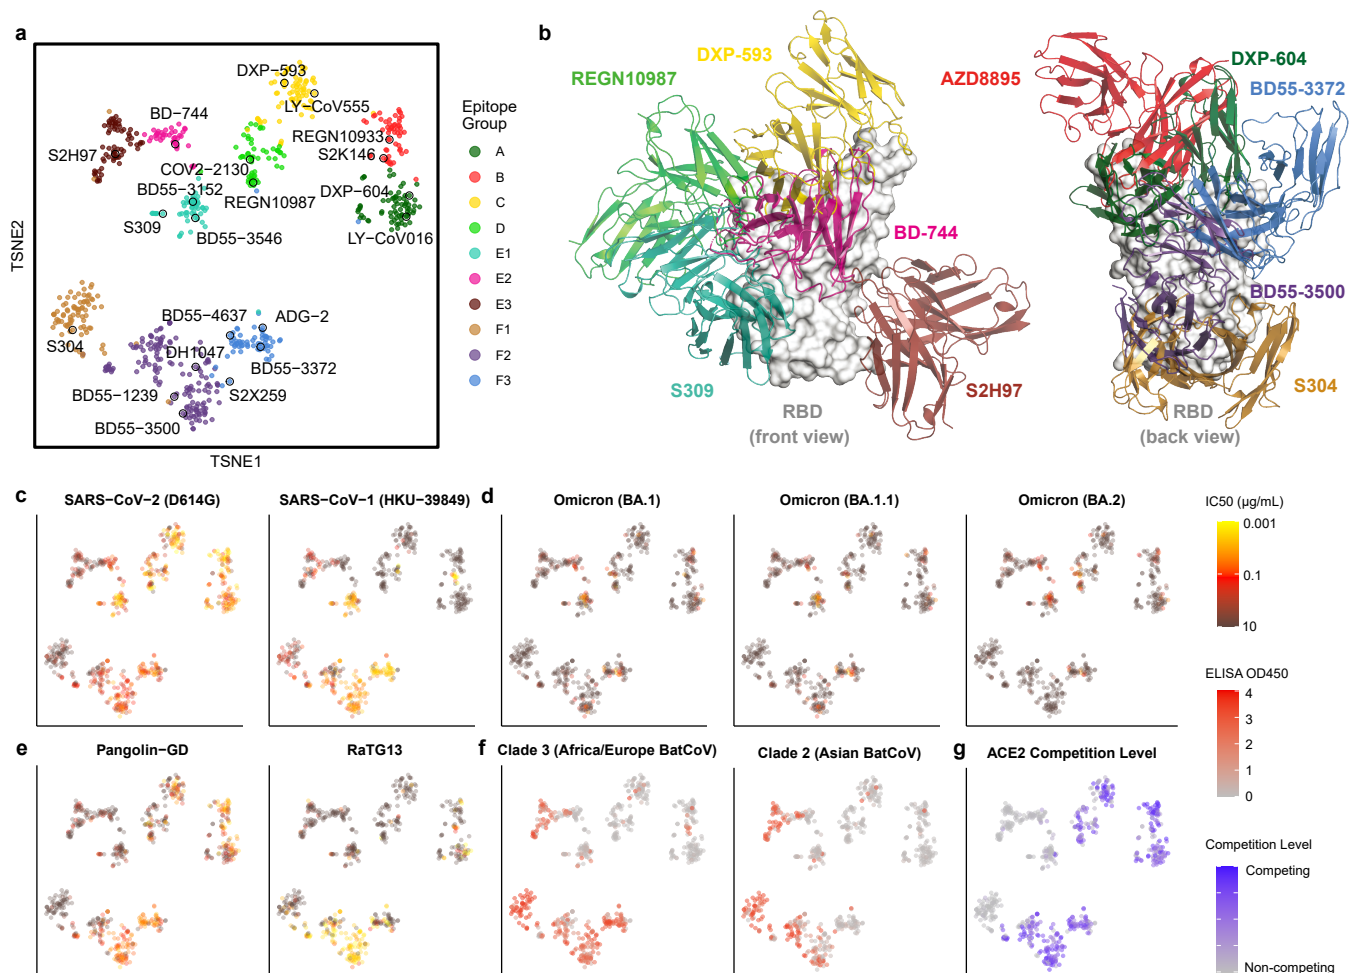 a
DXP−593
LY−CoV555
BD−744
REGN10933
S2K146
S2H97
COV2−2130
DXP−604
BD55−3152
REGN10987
S309
BD55−3546
LY−CoV016
BD55−4637
ADG−2
S304
DH1047
BD55−3372
BD55−1239
S2X259
BD55−3500
TSNE2
TSNE1
Epitope
Group
A
B
C
D
E1
E2
E3
F1
F2
F3
b
DXP-593
REGN10987
BD-744
S309
S2H97
RBD
(front view)
AZD8895
DXP-604
BD55-3372
BD55-3500
S304
RBD
(back view)
c
SARS−CoV−2 (D614G)
SARS−CoV−1 (HKU−39849)
d
Omicron (BA.1)
Omicron (BA.1.1)
Omicron (BA.2)
IC50 (μg/mL)
0.001
0.1
10
ELISA OD450
4
3
2
1
0
e
Pangolin−GD
RaTG13
f
Clade 3 (Africa/Europe BatCoV)
Clade 2 (Asian BatCoV)
g
ACE2 Competition Level
Competition Level
Competing
Non−competing